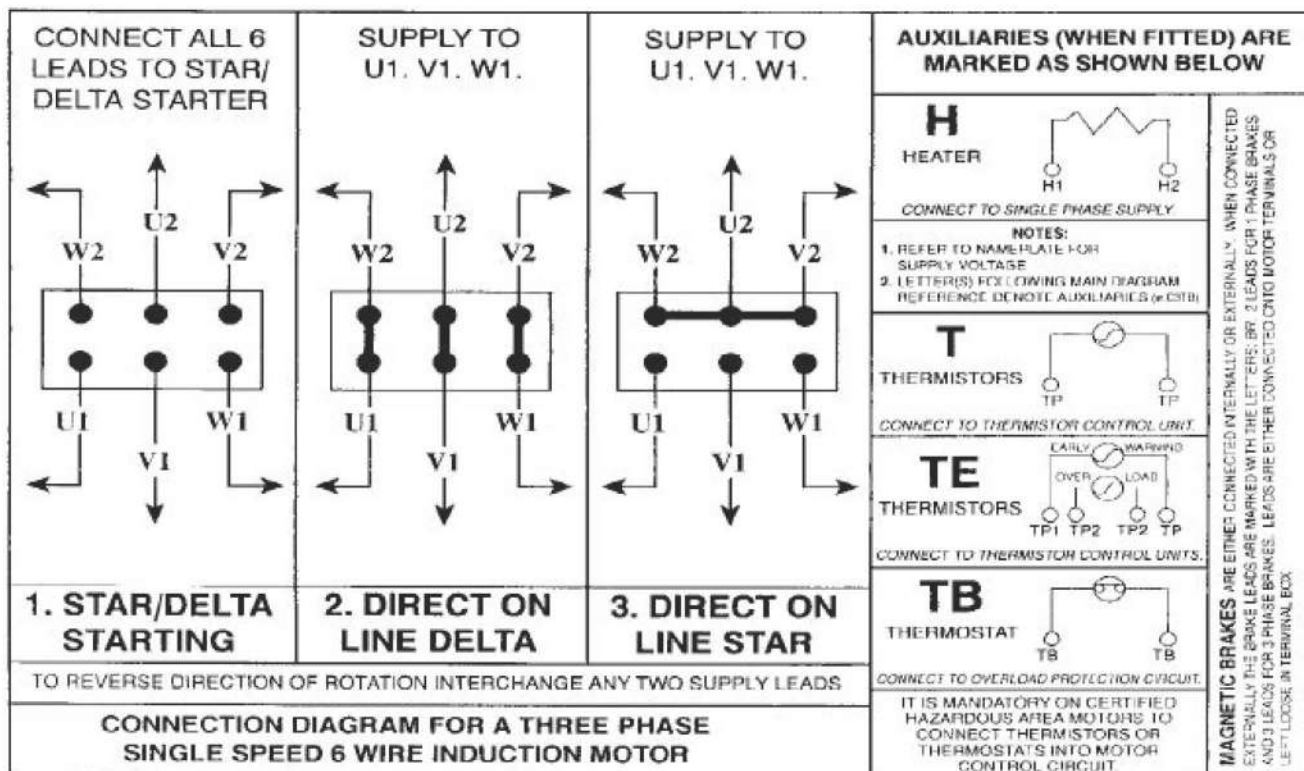 CONNECT ALL 6
LEADS TO STAR/
DELTA STARTER
W2
U2
V2
U1
V1
W1
1. STAR/DELTA
STARTING
SUPPLY TO
U1. V1. W1.
W2
U2
V2
U1
V1
W1
2. DIRECT ON
LINE DELTA
SUPPLY TO
U1. V1. W1.
W2
U2
V2
U1
V1
W1
3. DIRECT ON
LINE STAR
TO REVERSE DIRECTION OF ROTATION INTERCHANGE ANY TWO SUPPLY LEADS
CONNECTION DIAGRAM FOR A THREE PHASE
SINGLE SPEED 6 WIRE INDUCTION MOTOR
AUXILIARIES (WHEN FITTED) ARE
MARKED AS SHOWN BELOW
H
HEATER
H1
H2
CONNECT TO SINGLE PHASE SUPPLY.
NOTES:
1. REFER TO NAMEPLATE FOR
SUPPLY VOLTAGE
2. LETTER(S) FOLLOWING MAIN DIAGRAM
REFERENCE DENOTE AUXILIARIES
T
THERMISTORS
TP
TP
CONNECT TO THERMISTOR CONTROL UNIT.
TE
THERMISTORS
EARLY WARNING
OVER LOAD
TP1 TP2 TP2 TP
CONNECT TO THERMISTOR CONTROL UNITS.
TB
THERMOSTAT
TB
TB
CONNECT TO OVERLOAD PROTECTION CIRCUIT.
IT IS MANDATORY ON CERTIFIED
HAZARDOUS AREA MOTORS TO
CONNECT THERMISTORS OR
THERMOSTATS INTO MOTOR
CONTROL CIRCUIT.
MAGNETIC BRAKES ARE EITHER CONNECTED INTERNALLY OR EXTERNALLY. WHEN CONNECTED
EXTERNALLY THE BRAKE LEADS ARE MARKED WITH THE LETTERS: BR. 2 LEADS FOR 1 PHASE BRAKES
AND 3 LEADS FOR 3 PHASE BRAKES. LEADS ARE EITHER CONNECTED ONTO MOTOR TERMINALS OR
LEFT LOOSE IN TERMINAL BOX